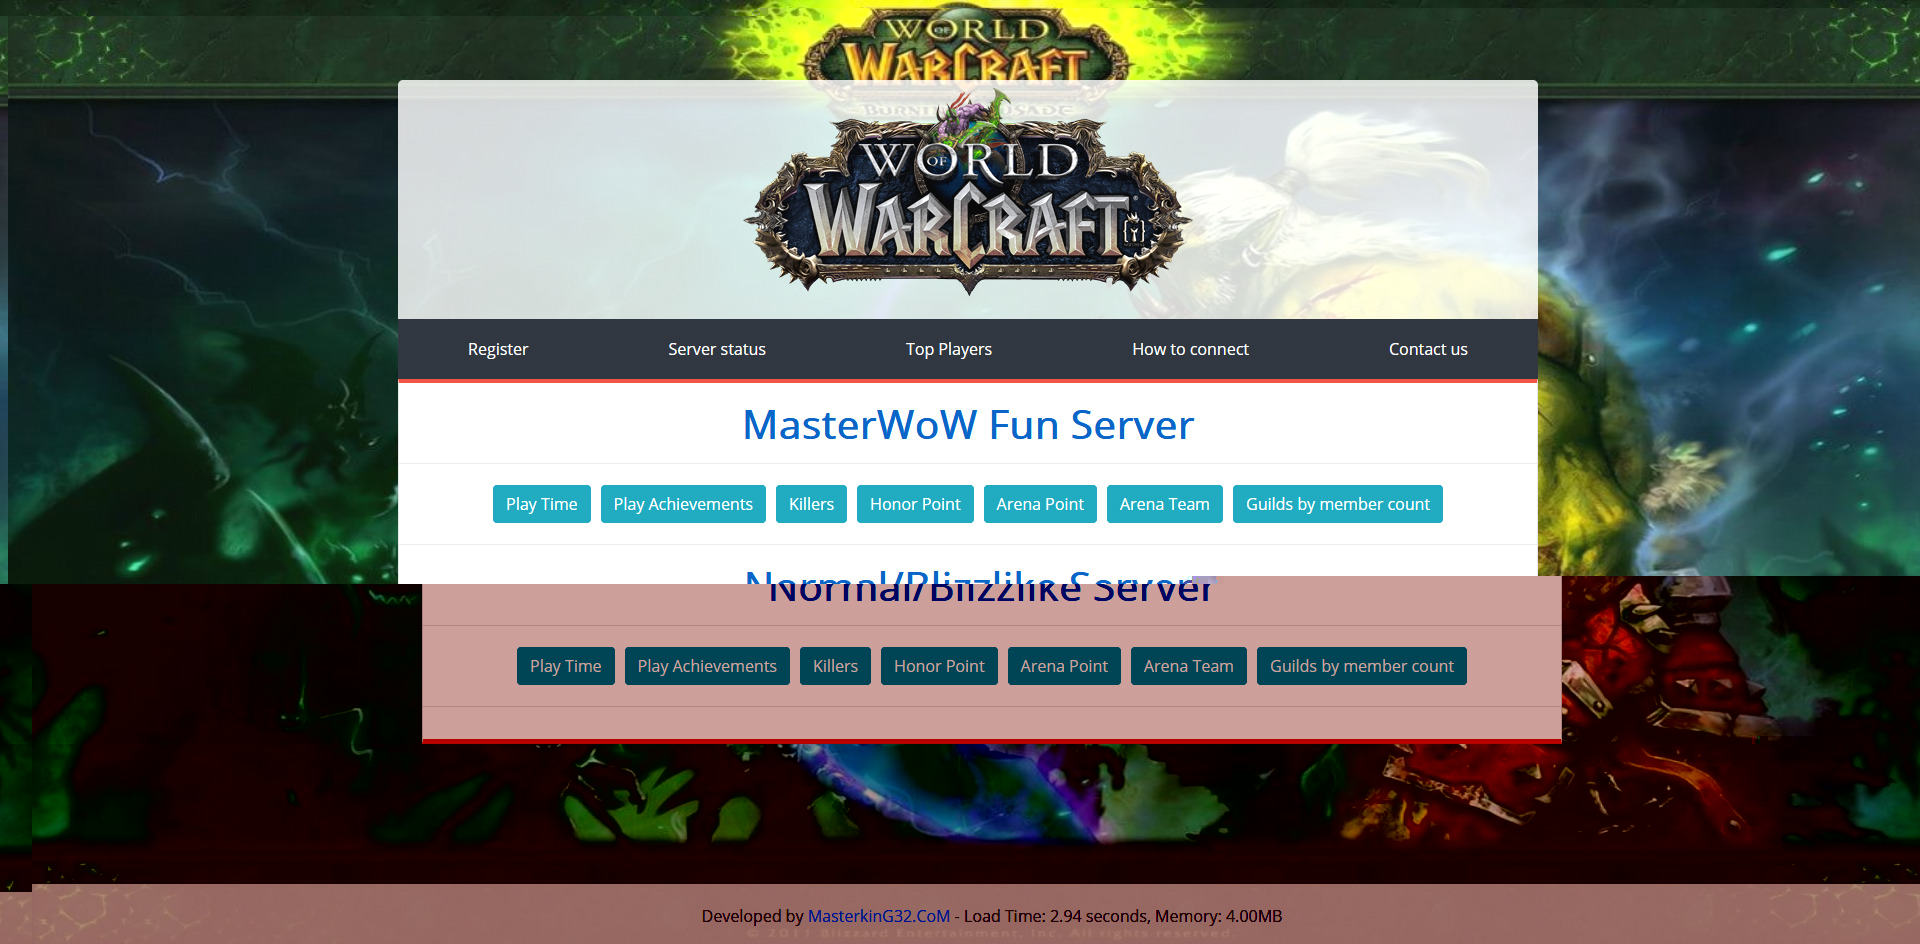 WORLD
OF
WARCRAFT
WORLD
OF
WARCRAFT
Register Server status Top Players How to connect Contact us
MasterWoW Fun Server
Play Time Play Achievements Killers Honor Point Arena Point Arena Team Guilds by member count
Normal/Blizzlike Server
Play Time Play Achievements Killers Honor Point Arena Point Arena Team Guilds by member count
Developed by MasterkinG32.CoM - Load Time: 2.94 seconds, Memory: 4.00MB
© 2011 Blizzard Entertainment, Inc. All rights reserved.